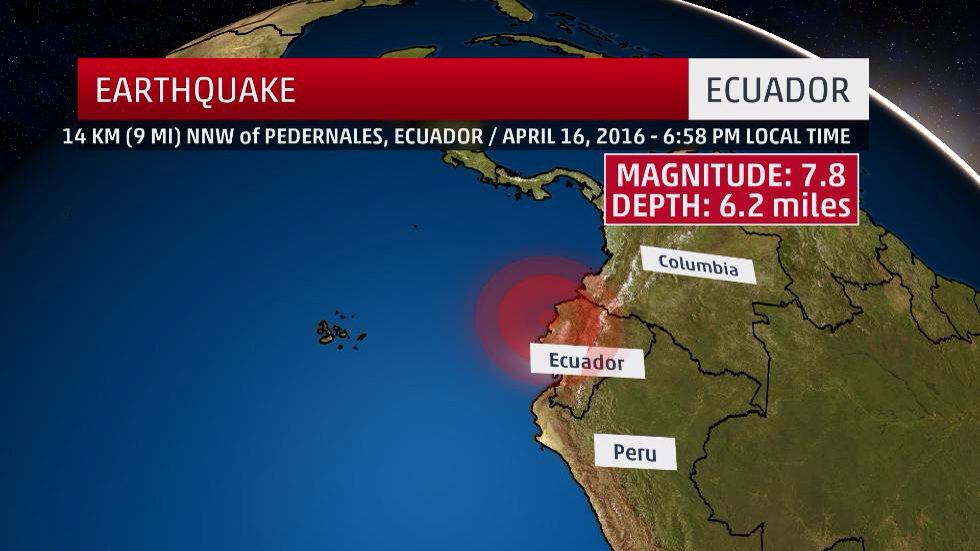 EARTHQUAKE
ECUADOR
14 KM (9 MI) NNW of PEDERNALES, ECUADOR / APRIL 16, 2016 - 6:58 PM LOCAL TIME
MAGNITUDE: 7.8
DEPTH: 6.2 miles
Columbia
Ecuador
Peru